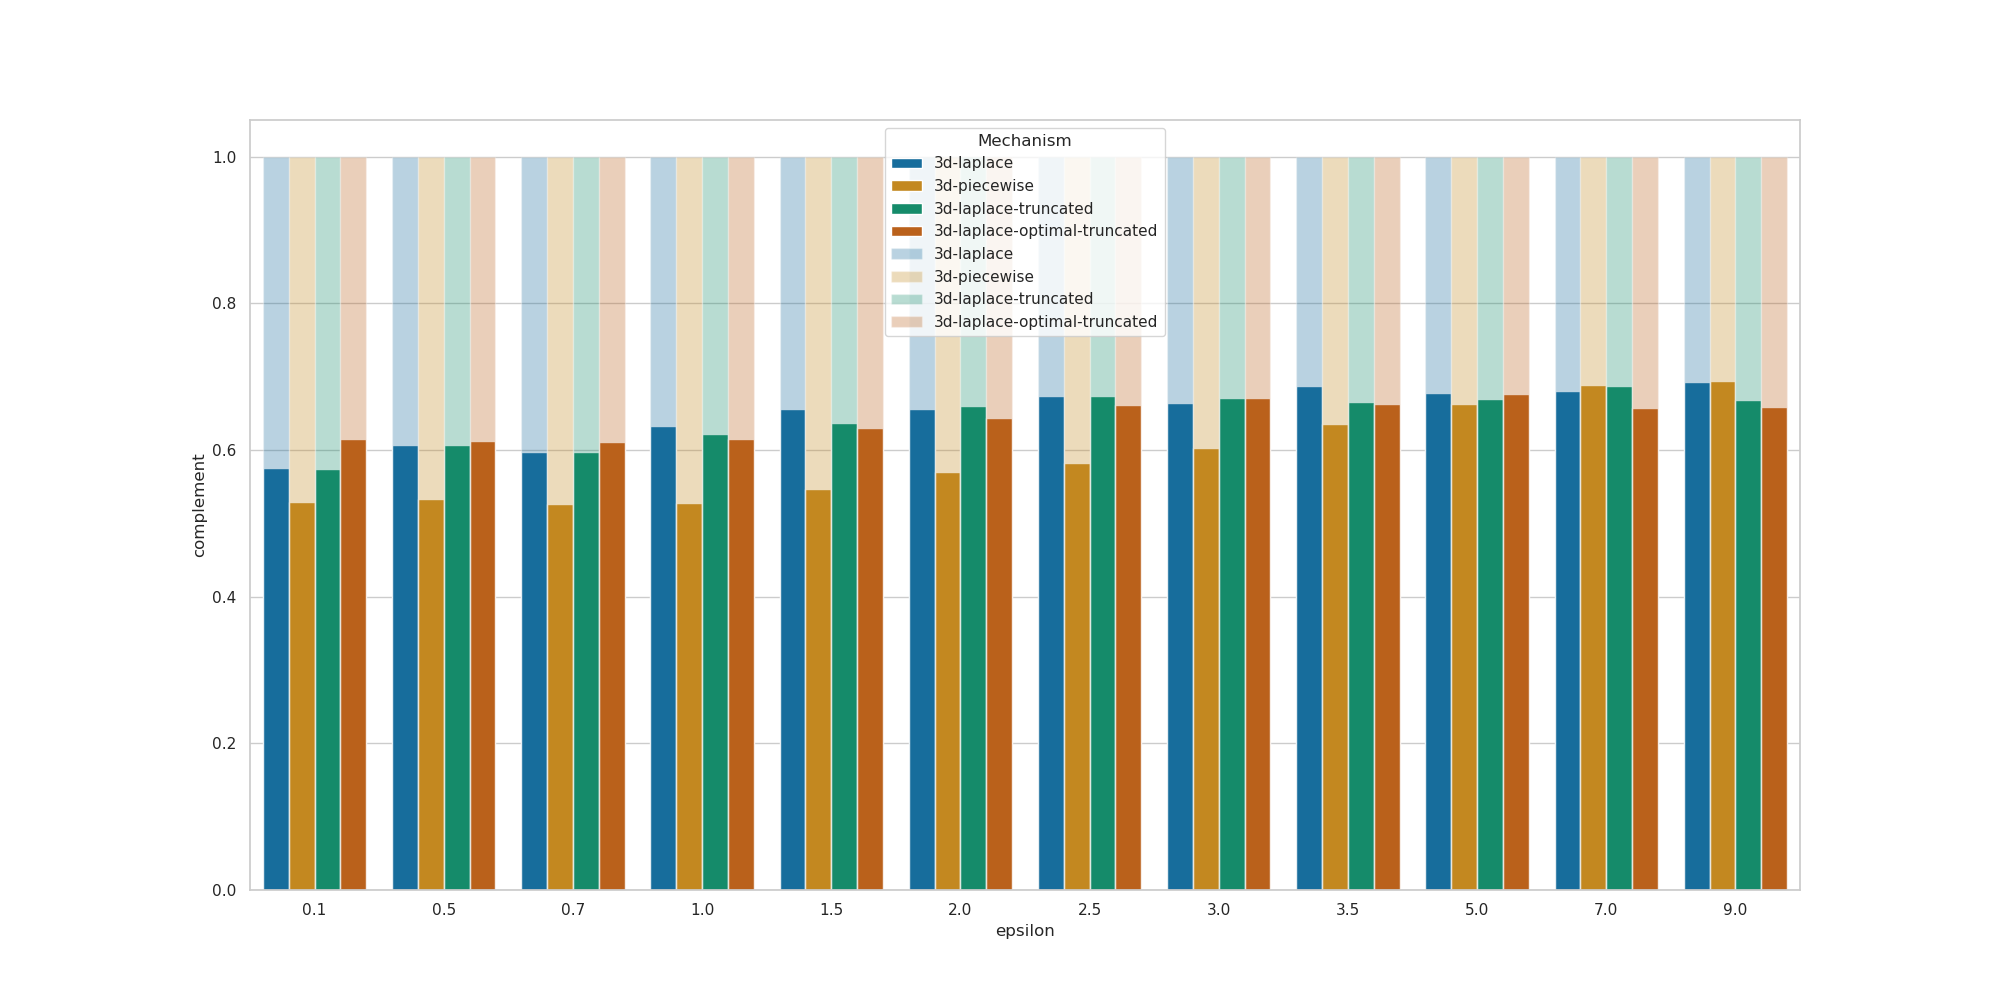 Mechanism
3d-laplace
3d-piecewise
3d-laplace-truncated
3d-laplace-optimal-truncated
3d-laplace
3d-piecewise
3d-laplace-truncated
3d-laplace-optimal-truncated
1.0
0.8
0.6
0.4
0.2
0.0
complement
0.1 0.5 0.7 1.0 1.5 2.0 2.5 3.0 3.5 5.0 7.0 9.0
epsilon